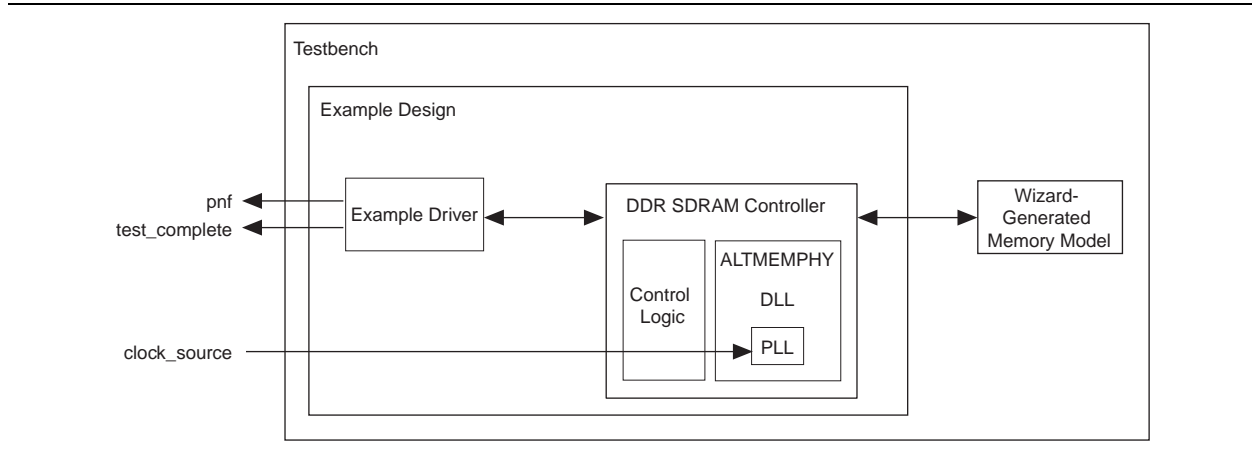 Testbench
Example Design
pnf
test_complete
Example Driver
DDR SDRAM Controller
Wizard-
Generated
Memory Model
ALTMEMPHY
Control
Logic
DLL
clock_source
PLL